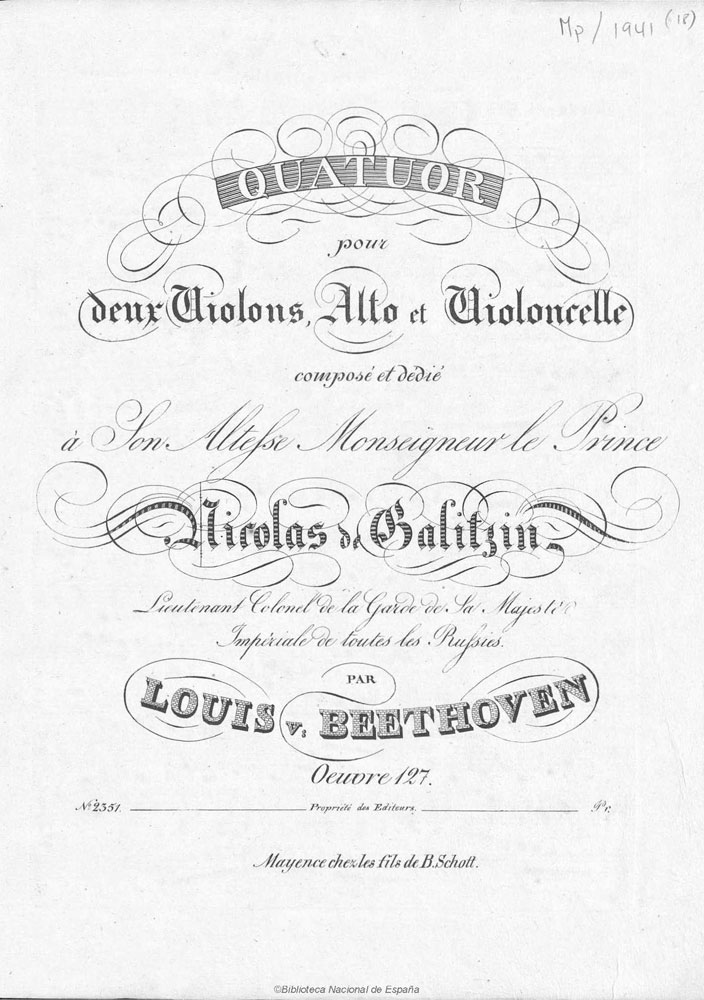 Mp / 1941 (18)
QUATUOR
pour
deux Violons, Alto et Violoncelle
composé et dédié
à Son Altesse Monseigneur le Prince
Nicolas de Galitzin
Lieutenant Colonel de la Garde de Sa Majesté
Impériale de toutes les Russies.
PAR
LOUIS v: BEETHOVEN
Oeuvre 127.
No. 2351. Propriété des Editeurs.
Mayence chez les fils de B. Schott.
©Biblioteca Nacional de España